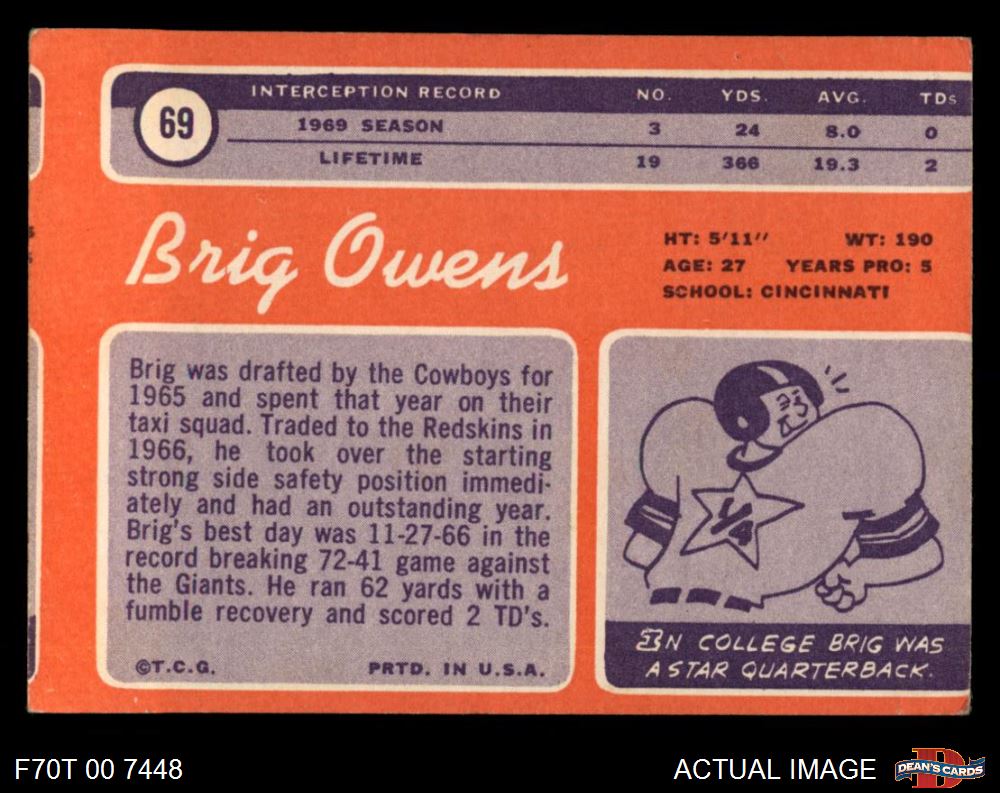 69
INTERCEPTION RECORD NO. YDS. AVG. TDs
1969 SEASON 3 24 8.0 0
LIFETIME 19 366 19.3 2
Brig Owens
HT: 5'11'' WT: 190
AGE: 27 YEARS PRO: 5
SCHOOL: CINCINNATI
Brig was drafted by the Cowboys for
1965 and spent that year on their
taxi squad. Traded to the Redskins in
1966, he took over the starting
strong side safety position immedi-
ately and had an outstanding year.
Brig's best day was 11-27-66 in the
record breaking 72-41 game against
the Giants. He ran 62 yards with a
fumble recovery and scored 2 TD's.
©T.C.G. PRTD. IN U.S.A.
1/4
IN COLLEGE BRIG WAS
A STAR QUARTERBACK.
F70T 00 7448
ACTUAL IMAGE
DEAN'S CARDS